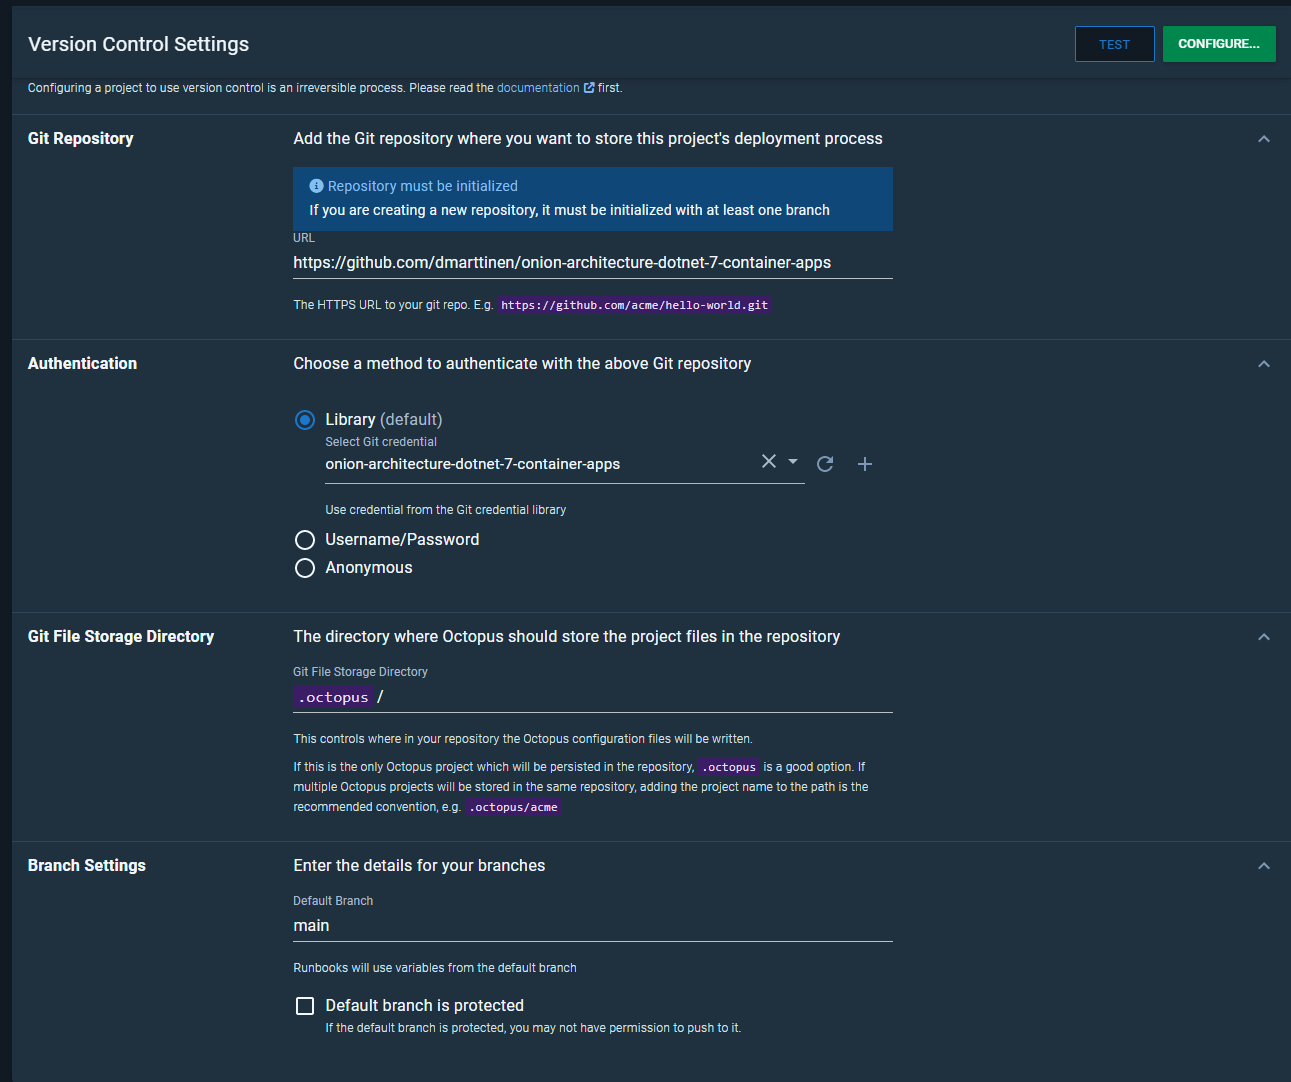 Version Control Settings
TEST
CONFIGURE...
Configuring a project to use version control is an irreversible process. Please read the documentation first.
Git Repository
Add the Git repository where you want to store this project's deployment process
Repository must be initialized
If you are creating a new repository, it must be initialized with at least one branch
URL
https://github.com/dmarttinen/onion-architecture-dotnet-7-container-apps
The HTTPS URL to your git repo. E.g. https://github.com/acme/hello-world.git
Authentication
Choose a method to authenticate with the above Git repository
Library (default)
Select Git credential
onion-architecture-dotnet-7-container-apps
Use credential from the Git credential library
Username/Password
Anonymous
Git File Storage Directory
The directory where Octopus should store the project files in the repository
Git File Storage Directory
.octopus /
This controls where in your repository the Octopus configuration files will be written.
If this is the only Octopus project which will be persisted in the repository, .octopus is a good option. If
multiple Octopus projects will be stored in the same repository, adding the project name to the path is the
recommended convention, e.g. .octopus/acme
Branch Settings
Enter the details for your branches
Default Branch
main
Runbooks will use variables from the default branch
Default branch is protected
If the default branch is protected, you may not have permission to push to it.